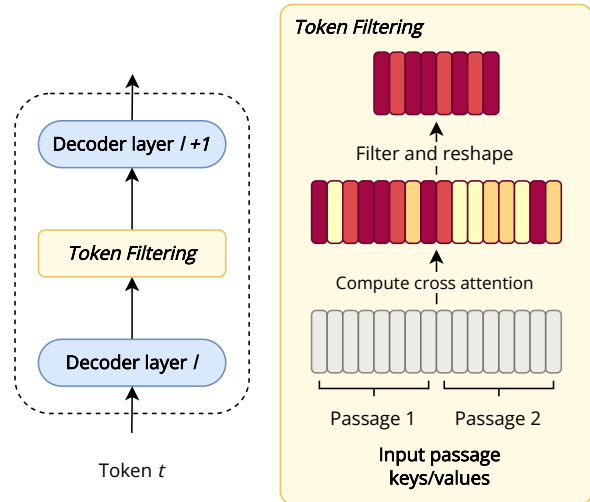 Decoder layer l +1
Token Filtering
Decoder layer l
Token t
Token Filtering
Filter and reshape
Compute cross attention
Passage 1
Passage 2
Input passage
keys/values